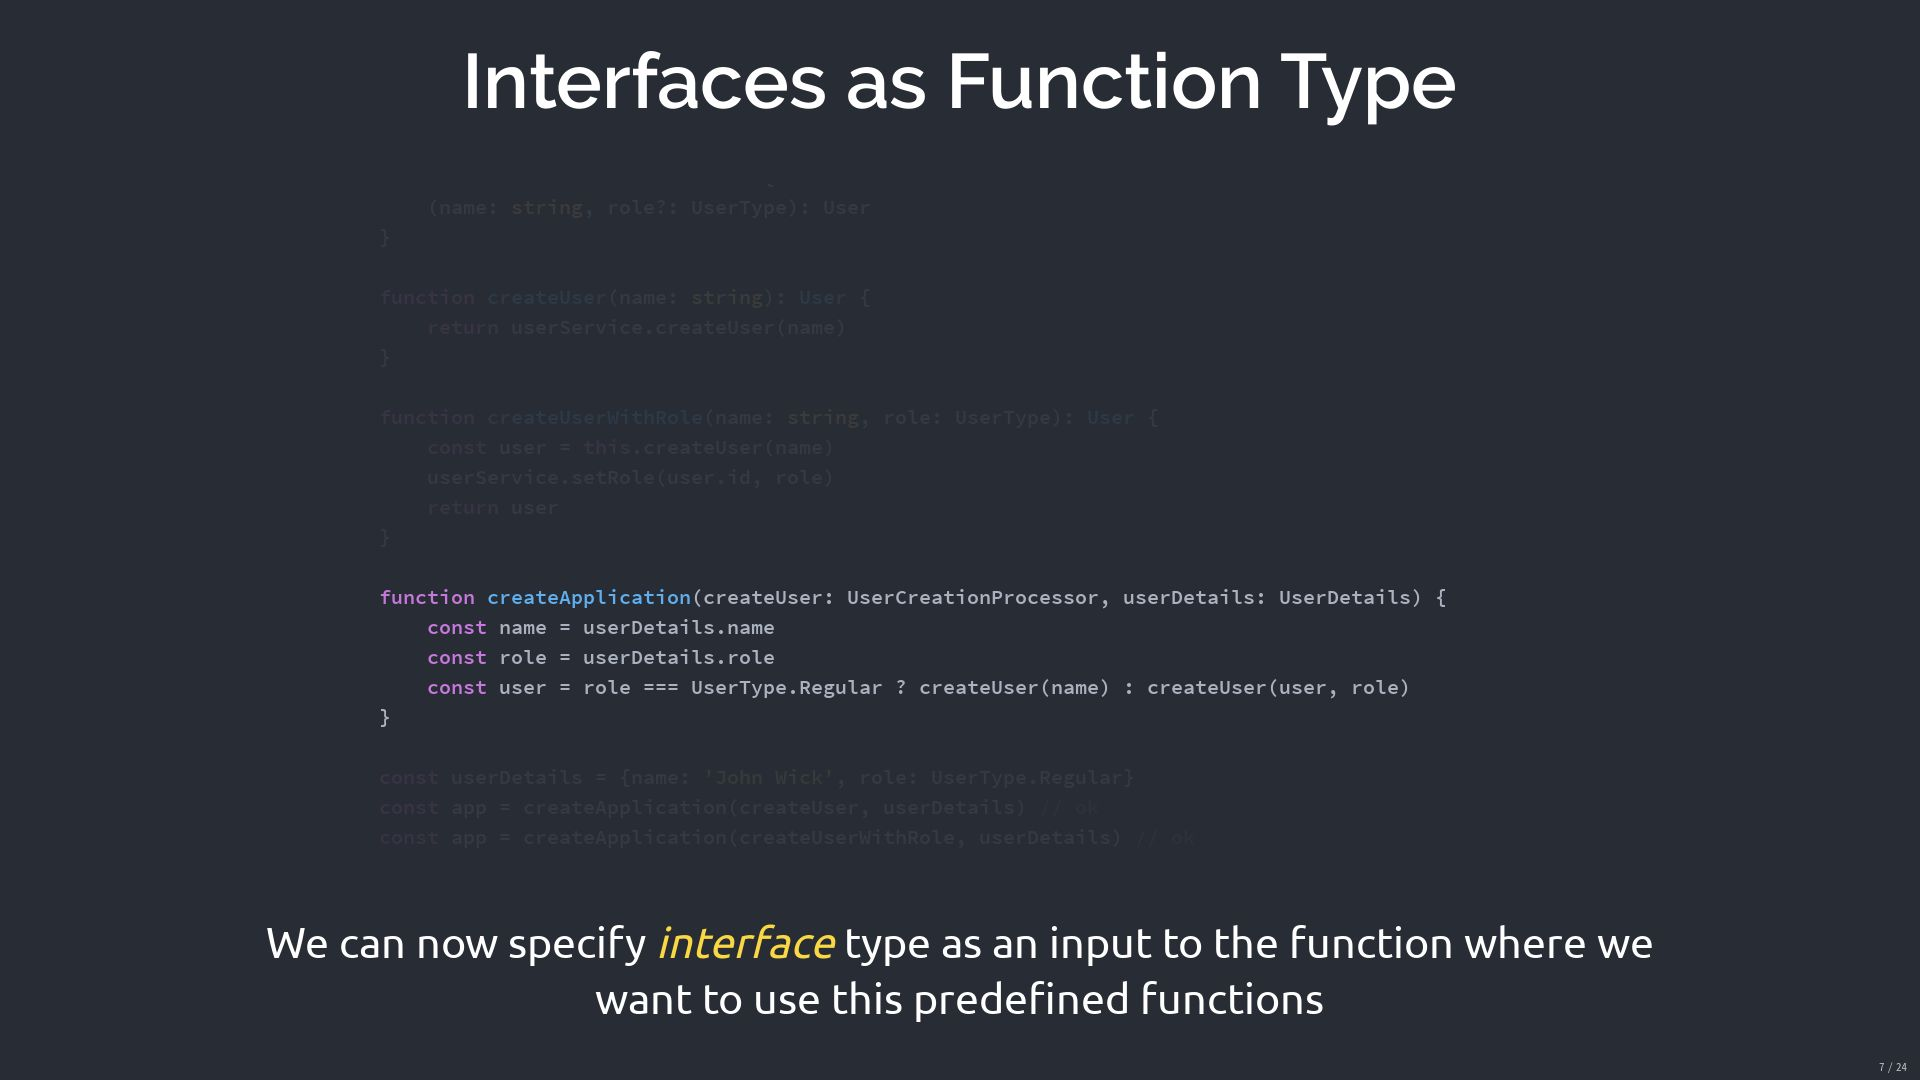 Interfaces as Function Type
(name: string, role?: UserType): User
}
function createUser(name: string): User {
return userService.createUser(name)
}
function createUserWithRole(name: string, role: UserType): User {
const user = this.createUser(name)
userService.setRole(user.id, role)
return user
}
function createApplication(createUser: UserCreationProcessor, userDetails: UserDetails) {
const name = userDetails.name
const role = userDetails.role
const user = role === UserType.Regular ? createUser(name) : createUser(user, role)
}
const userDetails = {name: 'John Wick', role: UserType.Regular}
const app = createApplication(createUser, userDetails) // ok
const app = createApplication(createUserWithRole, userDetails) // ok
We can now specify interface type as an input to the function where we
want to use this predefined functions
7 / 24